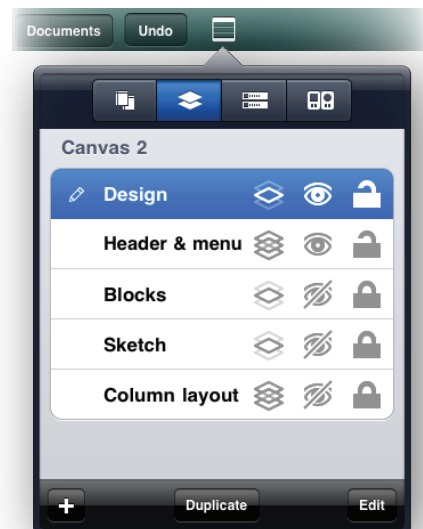 Documents Undo
Canvas 2
Design
Header & menu
Blocks
Sketch
Column layout
+ Duplicate Edit